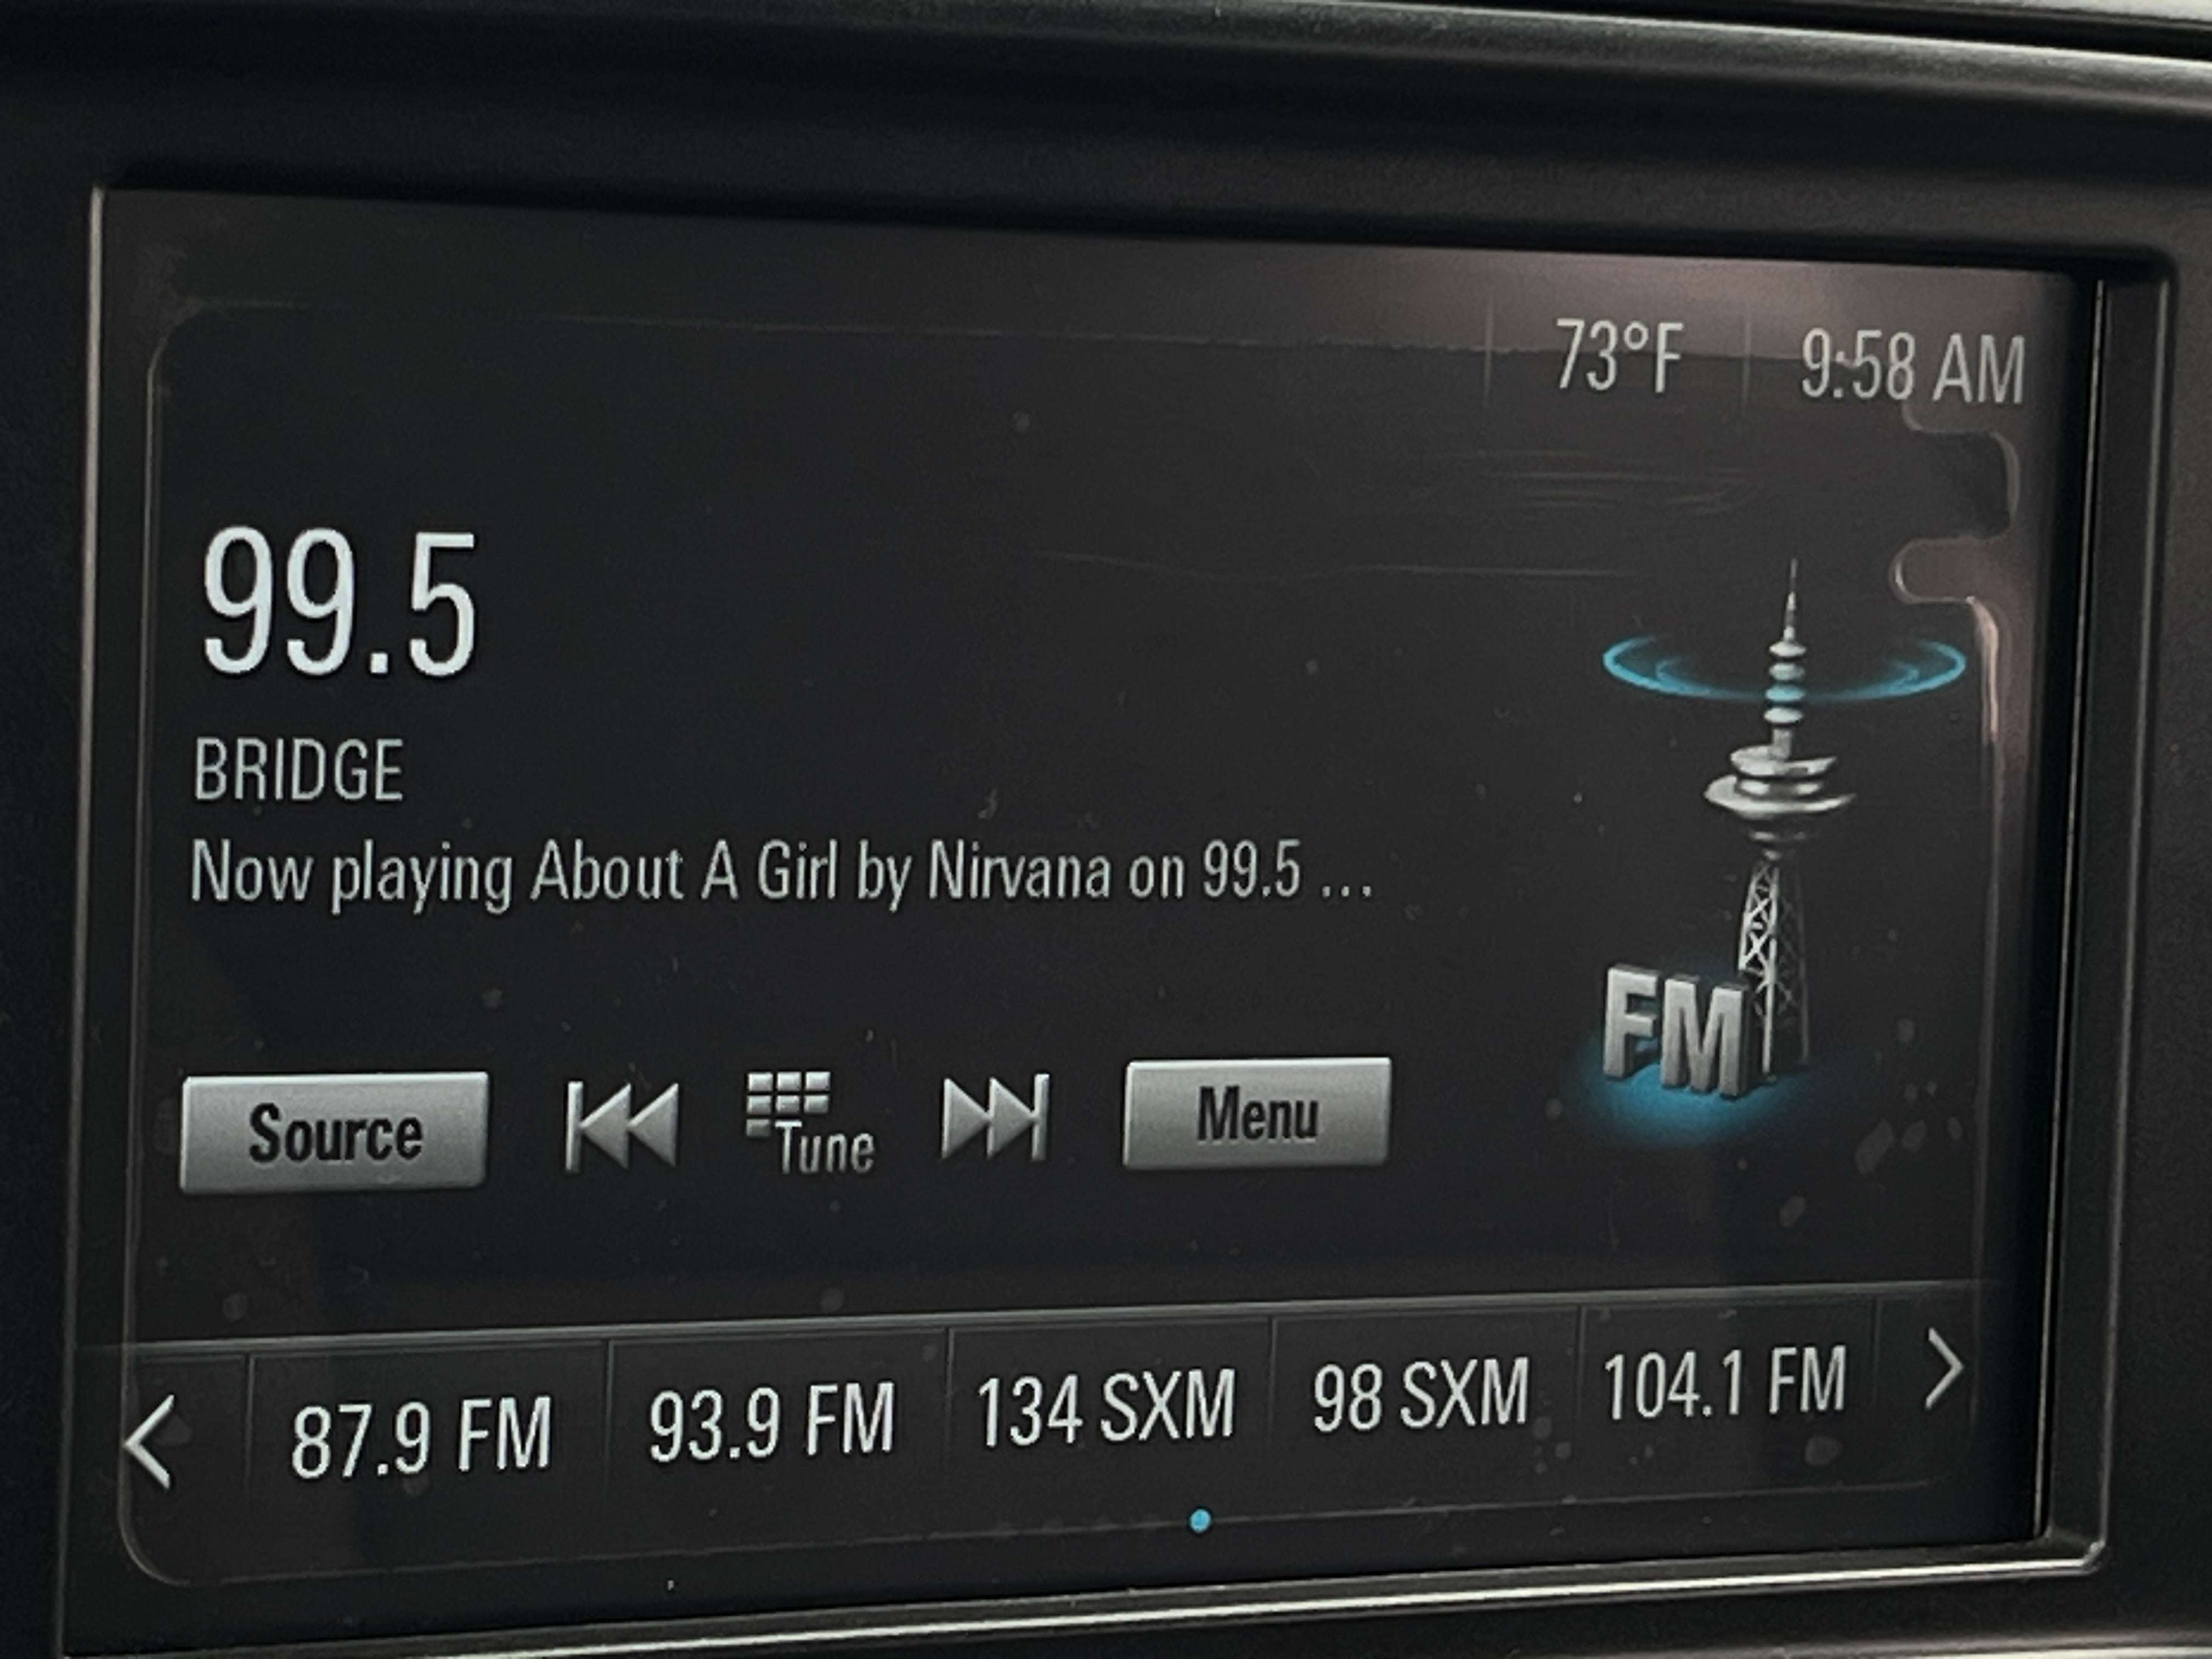 73°F 9:58 AM
99.5
BRIDGE
Now playing About A Girl by Nirvana on 99.5 ...
FM
Source Tune Menu
87.9 FM 93.9 FM 134 SXM 98 SXM 104.1 FM